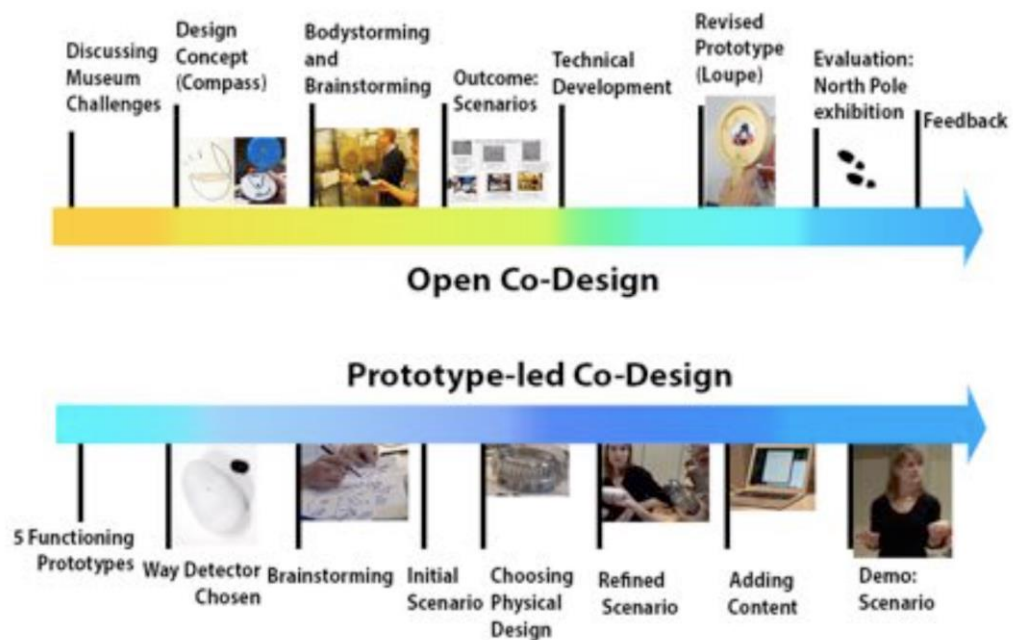 Discussing
Museum
Challenges
Design
Concept
(Compass)
Bodystorming
and
Brainstorming
Outcome:
Scenarios
Technical
Development
Revised
Prototype
(Loupe)
Evaluation:
North Pole
exhibition
Feedback
Open Co-Design
Prototype-led Co-Design
5 Functioning
Prototypes
Way Detector
Chosen
Brainstorming
Initial
Scenario
Choosing
Physical
Design
Refined
Scenario
Adding
Content
Demo:
Scenario